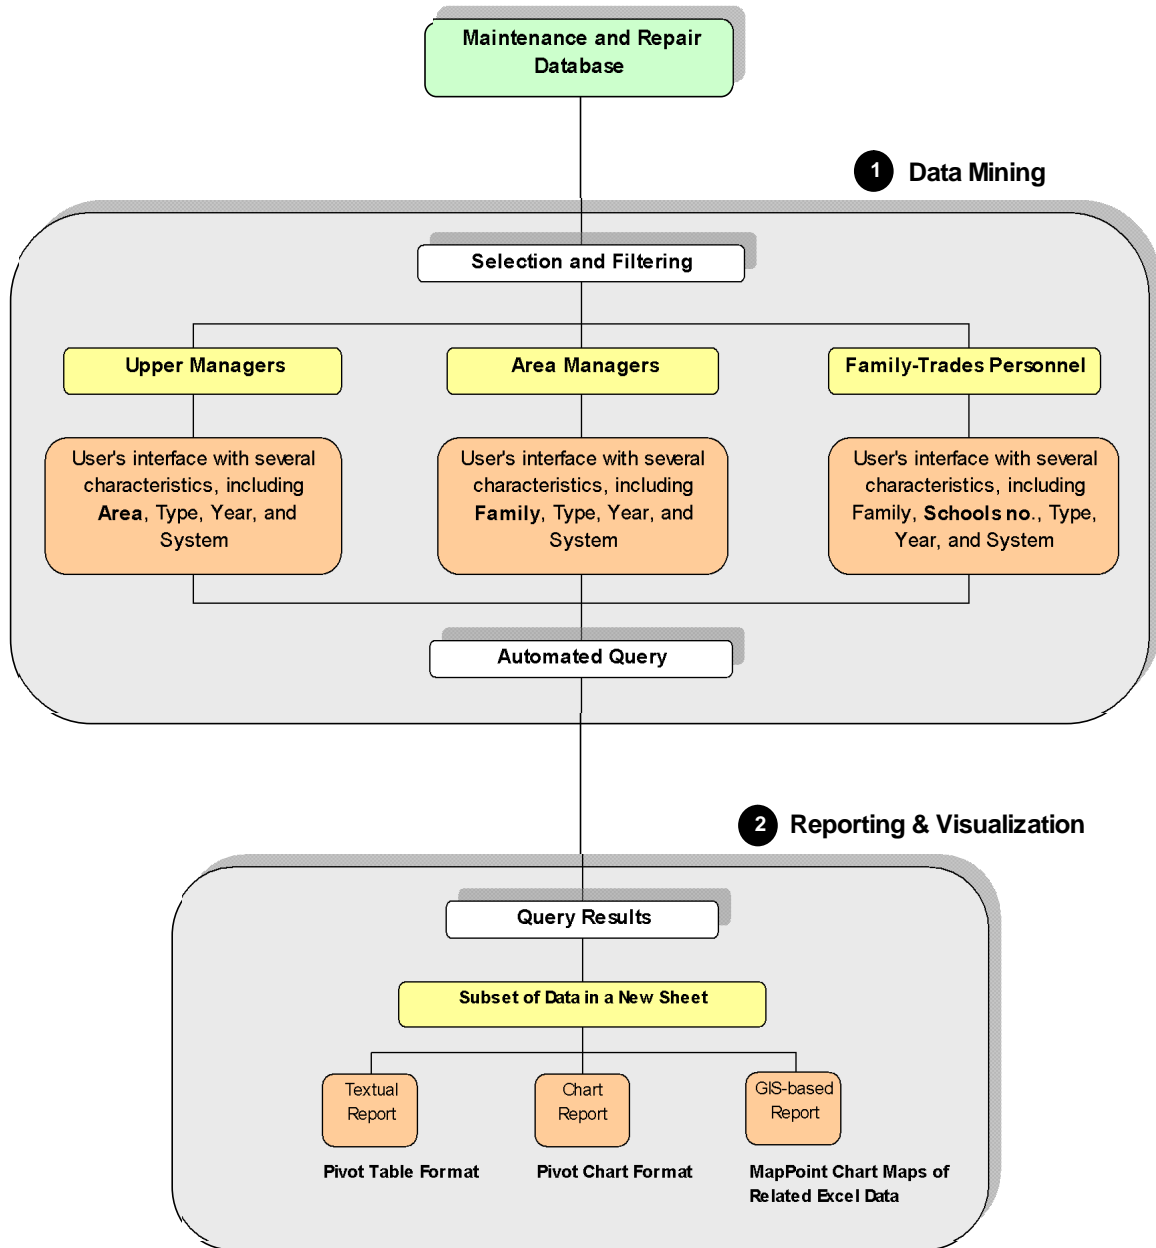 Maintenance and Repair
Database
1 Data Mining
Selection and Filtering
Upper Managers
Area Managers
Family-Trades Personnel
User's interface with several
characteristics, including
Area, Type, Year, and
System
User's interface with several
characteristics, including
Family, Type, Year, and
System
User's interface with several
characteristics, including
Family, Schools no., Type,
Year, and System
Automated Query
2 Reporting & Visualization
Query Results
Subset of Data in a New Sheet
Textual
Report
Chart
Report
GIS-based
Report
Pivot Table Format
Pivot Chart Format
MapPoint Chart Maps of
Related Excel Data